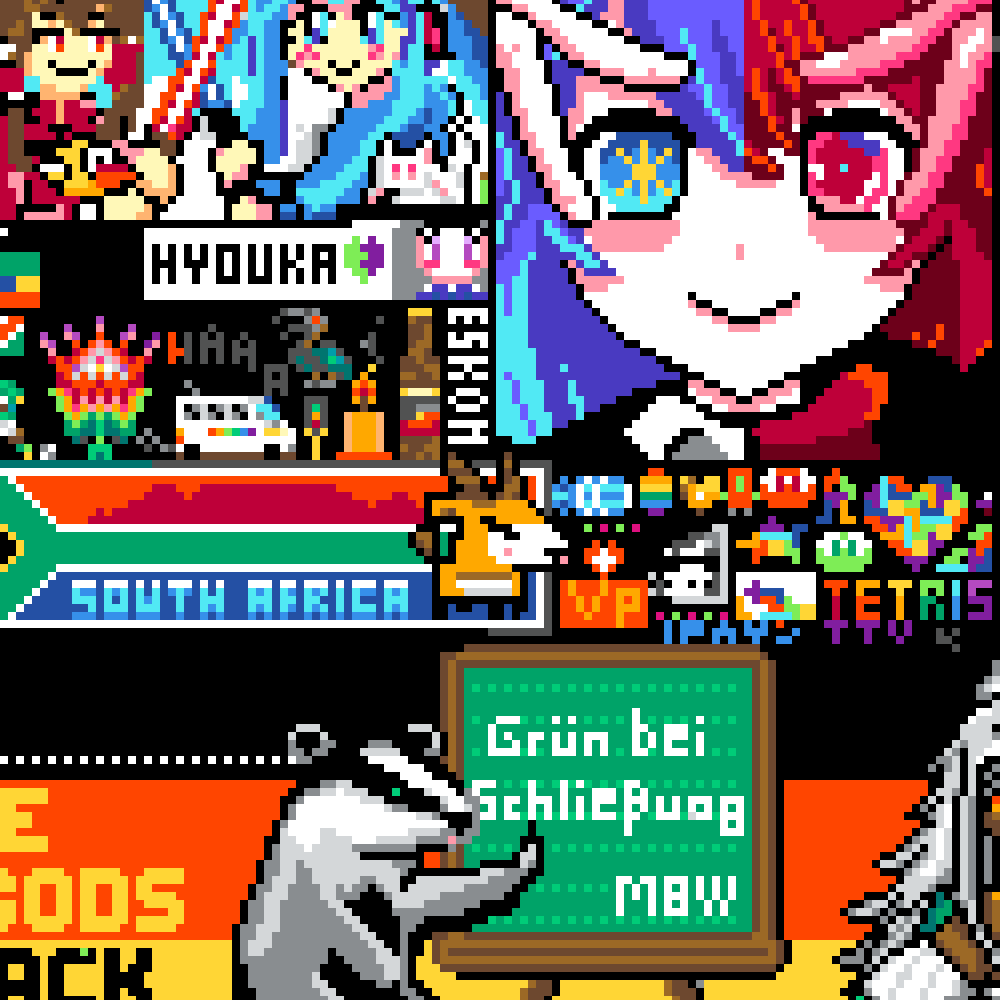 HYOUKA
ESKOM
SOUTH AFRICA
VP
TETRIS
Grün bei
Schließung
MBW
E
GODS
ACK